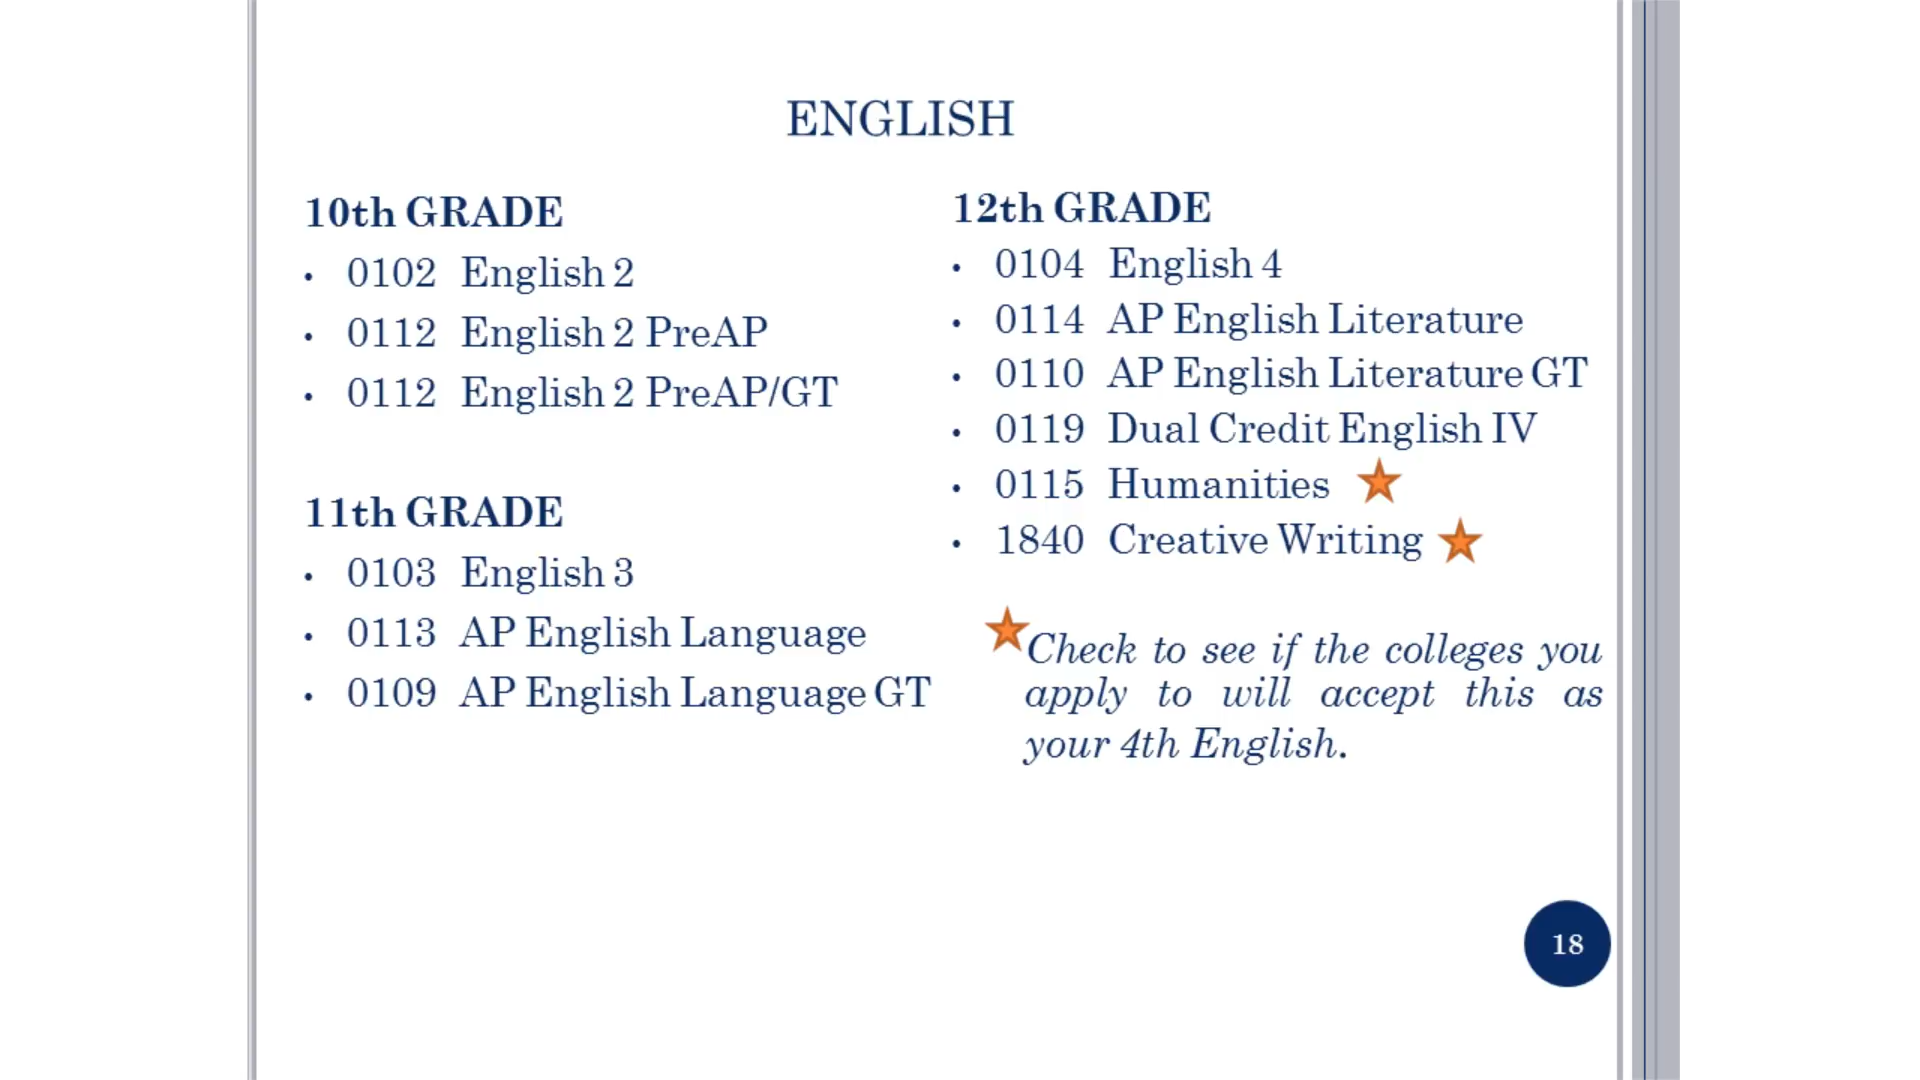 ENGLISH
10th GRADE
• 0102 English 2
• 0112 English 2 PreAP
• 0112 English 2 PreAP/GT
11th GRADE
• 0103 English 3
• 0113 AP English Language
• 0109 AP English Language GT
12th GRADE
• 0104 English 4
• 0114 AP English Literature
• 0110 AP English Literature GT
• 0119 Dual Credit English IV
• 0115 Humanities
• 1840 Creative Writing
Check to see if the colleges you
apply to will accept this as
your 4th English.
18